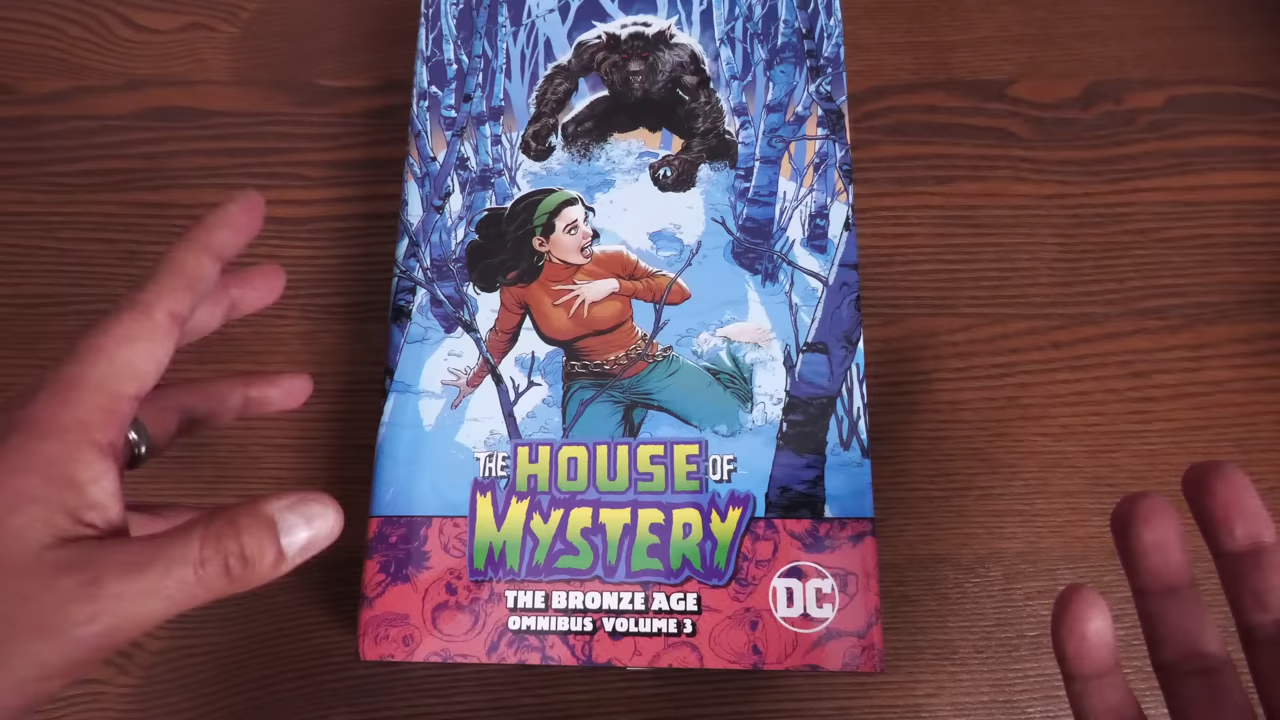 THE HOUSE OF
MYSTERY
THE BRONZE AGE
OMNIBUS VOLUME 3
DC